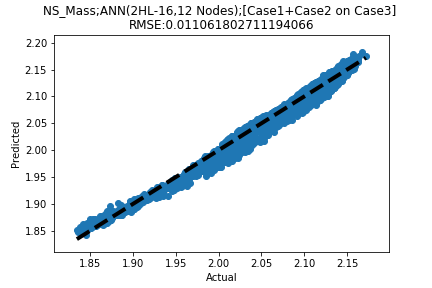 NS_Mass;ANN(2HL-16,12 Nodes);[Case1+Case2 on Case3]
RMSE:0.011061802711194066
2.20
2.15
2.10
2.05
2.00
1.95
1.90
1.85
Predicted
1.85 1.90 1.95 2.00 2.05 2.10 2.15
Actual